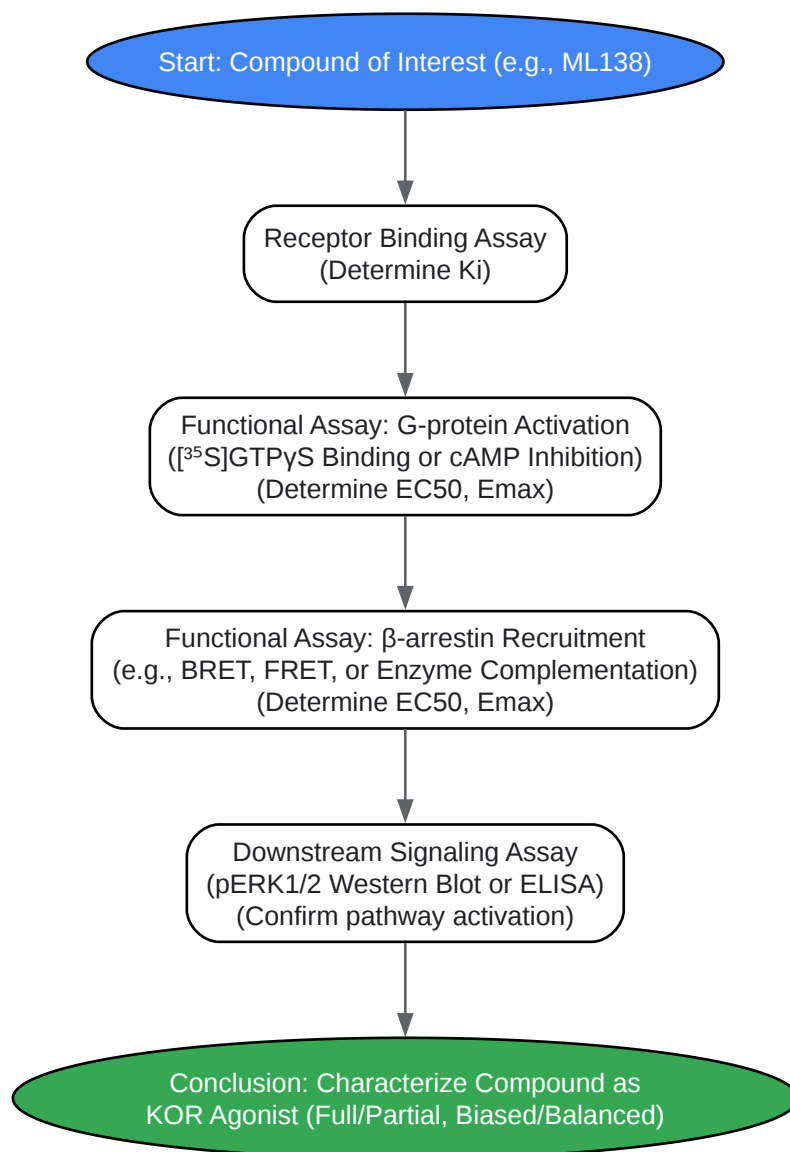 Start: Compound of Interest (e.g., ML138)
Receptor Binding Assay
(Determine Ki)
Functional Assay: G-protein Activation
([³⁵S]GTPγS Binding or cAMP Inhibition)
(Determine EC50, Emax)
Functional Assay: β-arrestin Recruitment
(e.g., BRET, FRET, or Enzyme Complementation)
(Determine EC50, Emax)
Downstream Signaling Assay
(pERK1/2 Western Blot or ELISA)
(Confirm pathway activation)
Conclusion: Characterize Compound as
KOR Agonist (Full/Partial, Biased/Balanced)